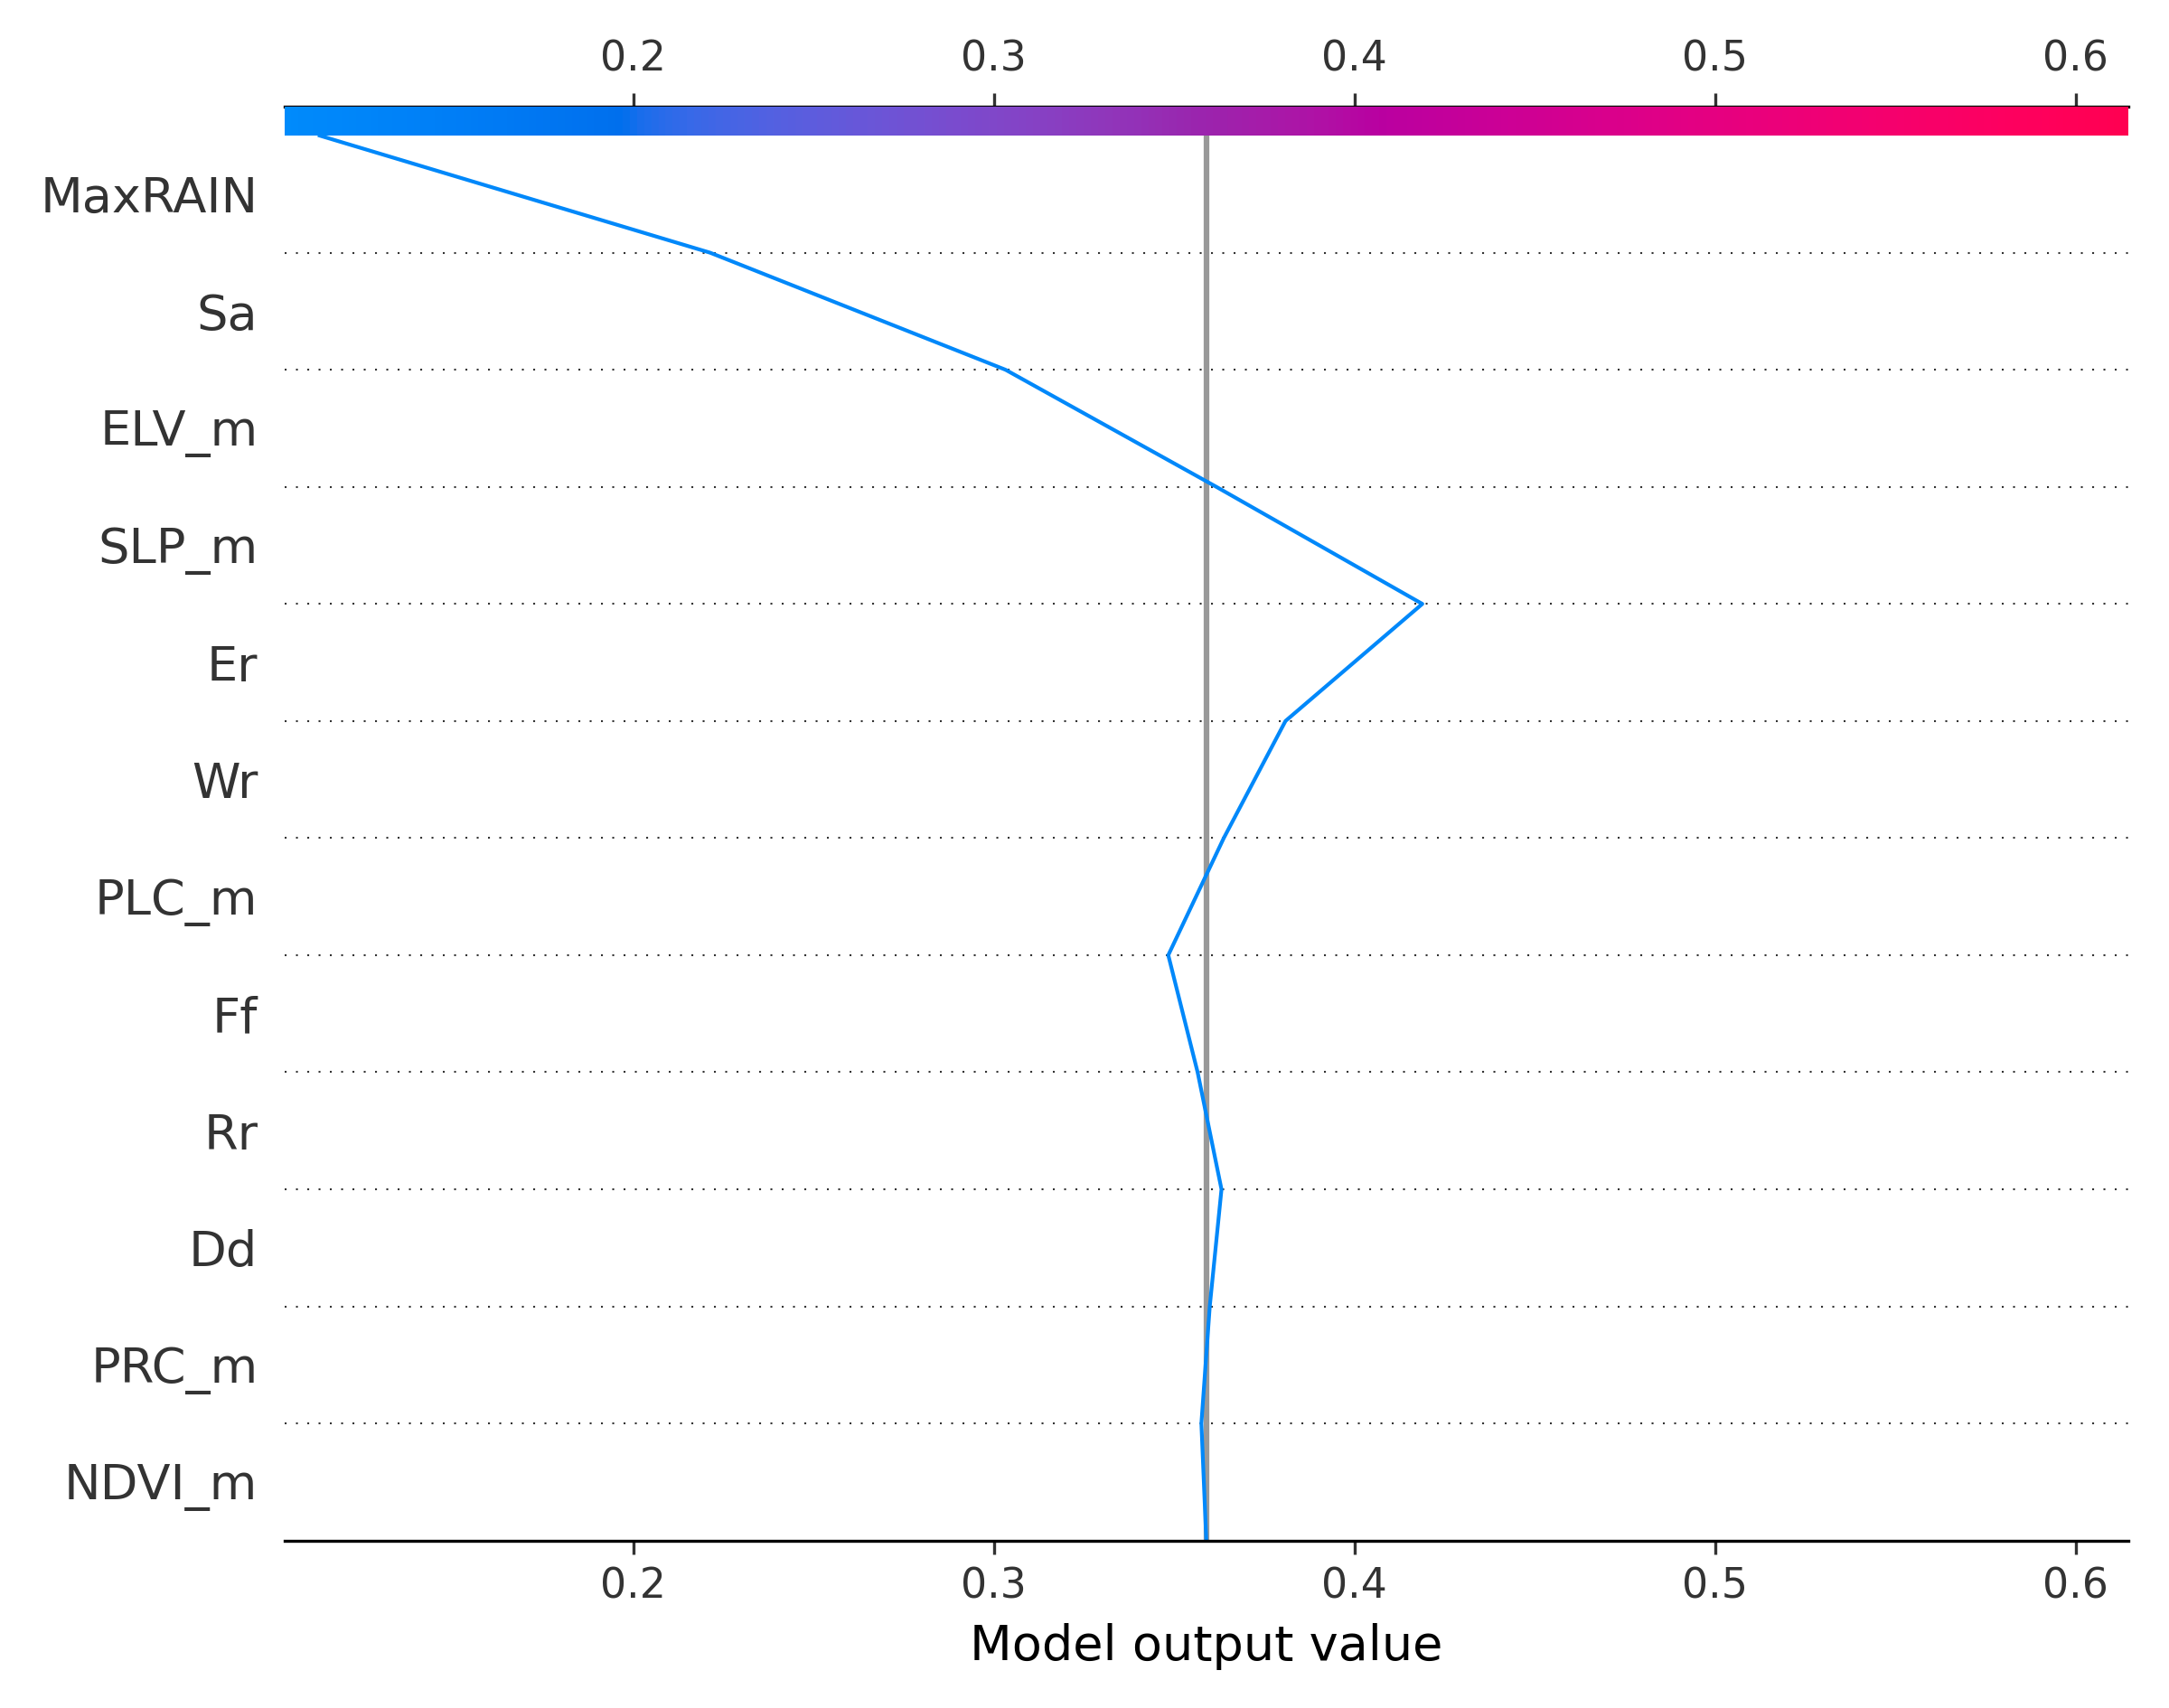 0.2 0.3 0.4 0.5 0.6
MaxRAIN
Sa
ELV_m
SLP_m
Er
Wr
PLC_m
Ff
Rr
Dd
PRC_m
NDVI_m
0.2 0.3 0.4 0.5 0.6
Model output value